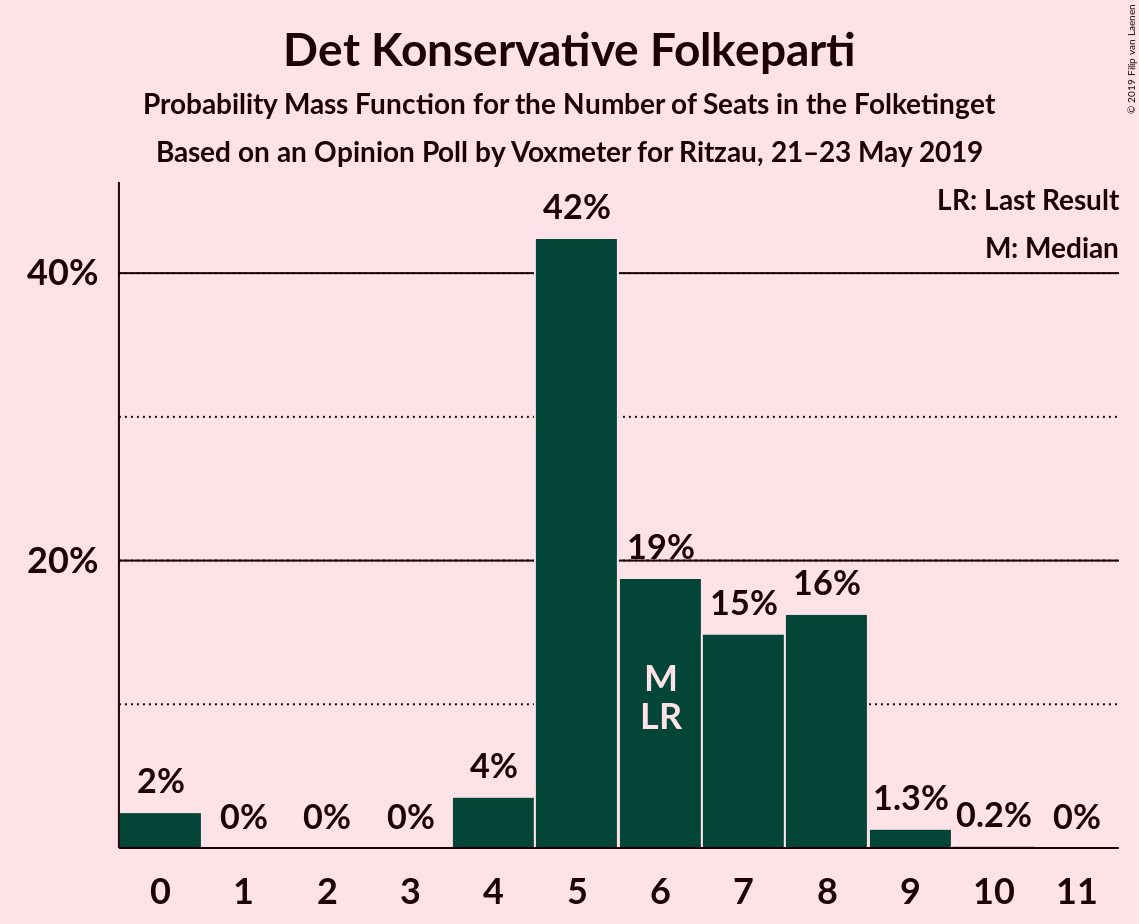 Det Konservative Folkeparti
Probability Mass Function for the Number of Seats in the Folketinget
Based on an Opinion Poll by Voxmeter for Ritzau, 21–23 May 2019
© 2019 Filip van Laenen
LR: Last Result
M: Median
40%
20%
2%
0%
0%
0%
4%
42%
19%
15%
16%
1.3%
0.2%
0%
M
LR
0 1 2 3 4 5 6 7 8 9 10 11